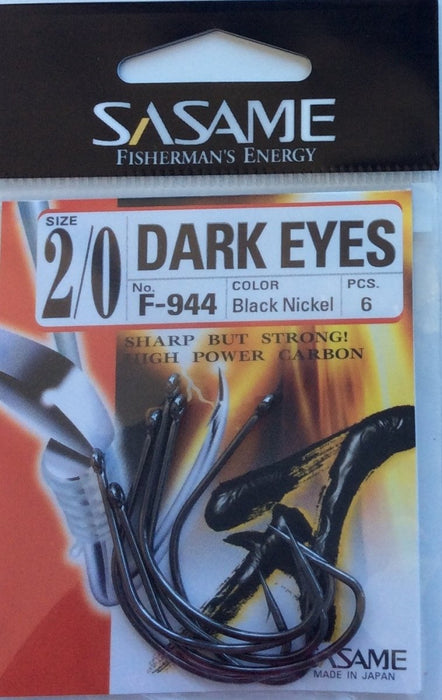 SASAME
FISHERMAN'S ENERGY
SIZE
2/0
DARK EYES
No.
F-944
COLOR
Black Nickel
PCS.
6
SHARP BUT STRONG!
HIGH POWER CARBON
SASAME
MADE IN JAPAN